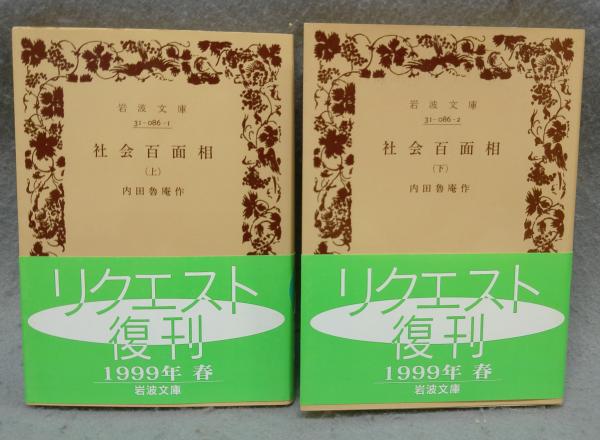 岩波文庫
31-086-1
社会百面相
(上)
内田魯庵作
リクエスト
復刊
1999年 春
岩波文庫
岩波文庫
31-086-2
社会百面相
(下)
内田魯庵作
リクエスト
復刊
1999年 春
岩波文庫